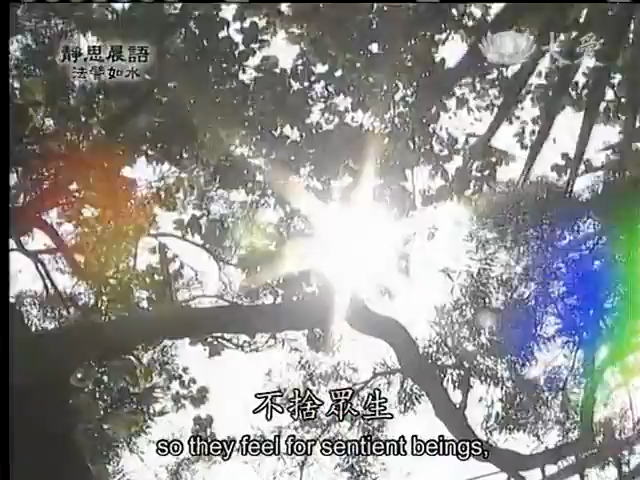 靜思晨語
法譬如水
大愛
不捨眾生
so they feel for sentient beings,